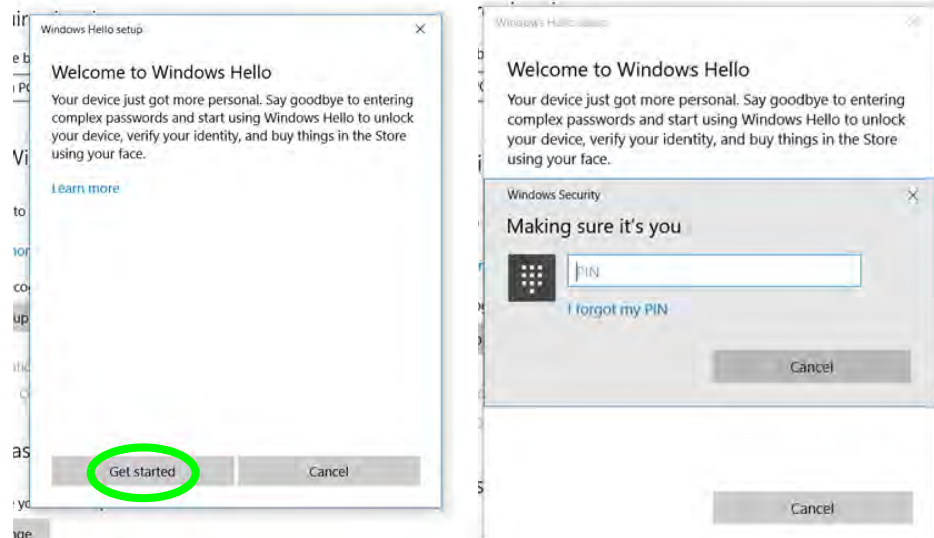 Windows Hello setup
Welcome to Windows Hello
Your device just got more personal. Say goodbye to entering
complex passwords and start using Windows Hello to unlock
your device, verify your identity, and buy things in the Store
using your face.
Learn more
Get started
Cancel
Windows Hello setup
Welcome to Windows Hello
Your device just got more personal. Say goodbye to entering
complex passwords and start using Windows Hello to unlock
your device, verify your identity, and buy things in the Store
using your face.
Windows Security
Making sure it's you
PIN
I forgot my PIN
Cancel
Cancel